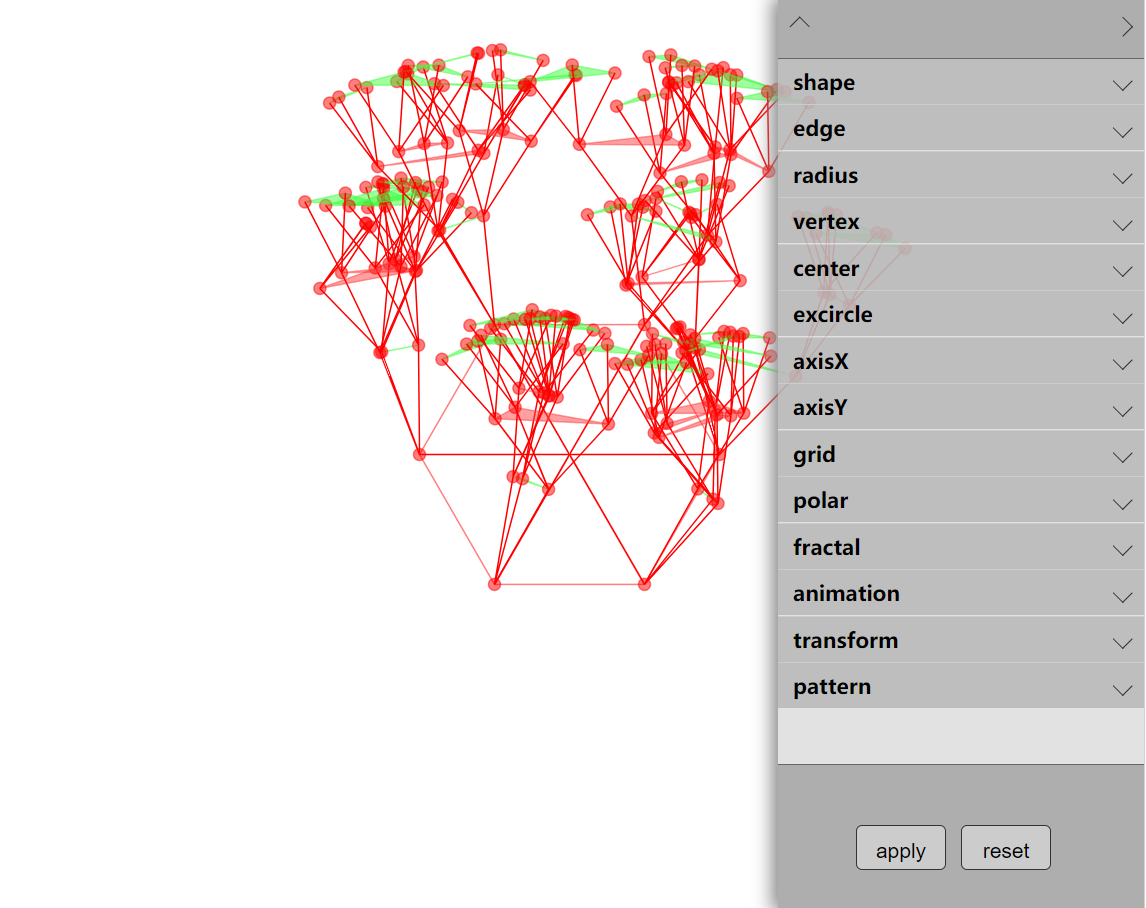 shape
edge
radius
vertex
center
excircle
axisX
axisY
grid
polar
fractal
animation
transform
pattern
apply reset